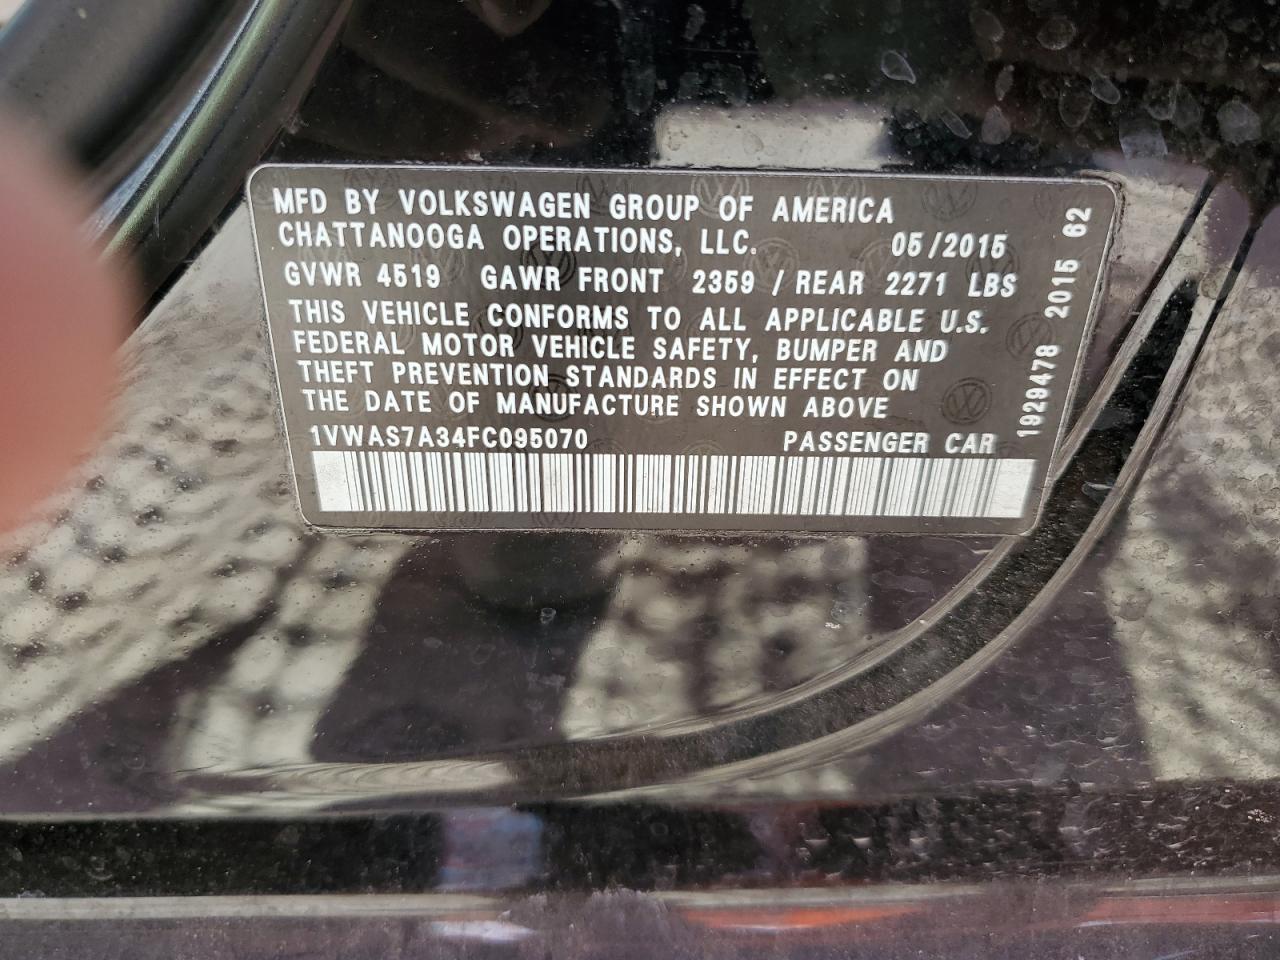 MFD BY VOLKSWAGEN GROUP OF AMERICA
CHATTANOOGA OPERATIONS, LLC. 05/2015
GVWR 4519 GAWR FRONT 2359 / REAR 2271 LBS
THIS VEHICLE CONFORMS TO ALL APPLICABLE U.S.
FEDERAL MOTOR VEHICLE SAFETY, BUMPER AND
THEFT PREVENTION STANDARDS IN EFFECT ON
THE DATE OF MANUFACTURE SHOWN ABOVE
1VWAS7A34FC095070 PASSENGER CAR
1929478 2015 62